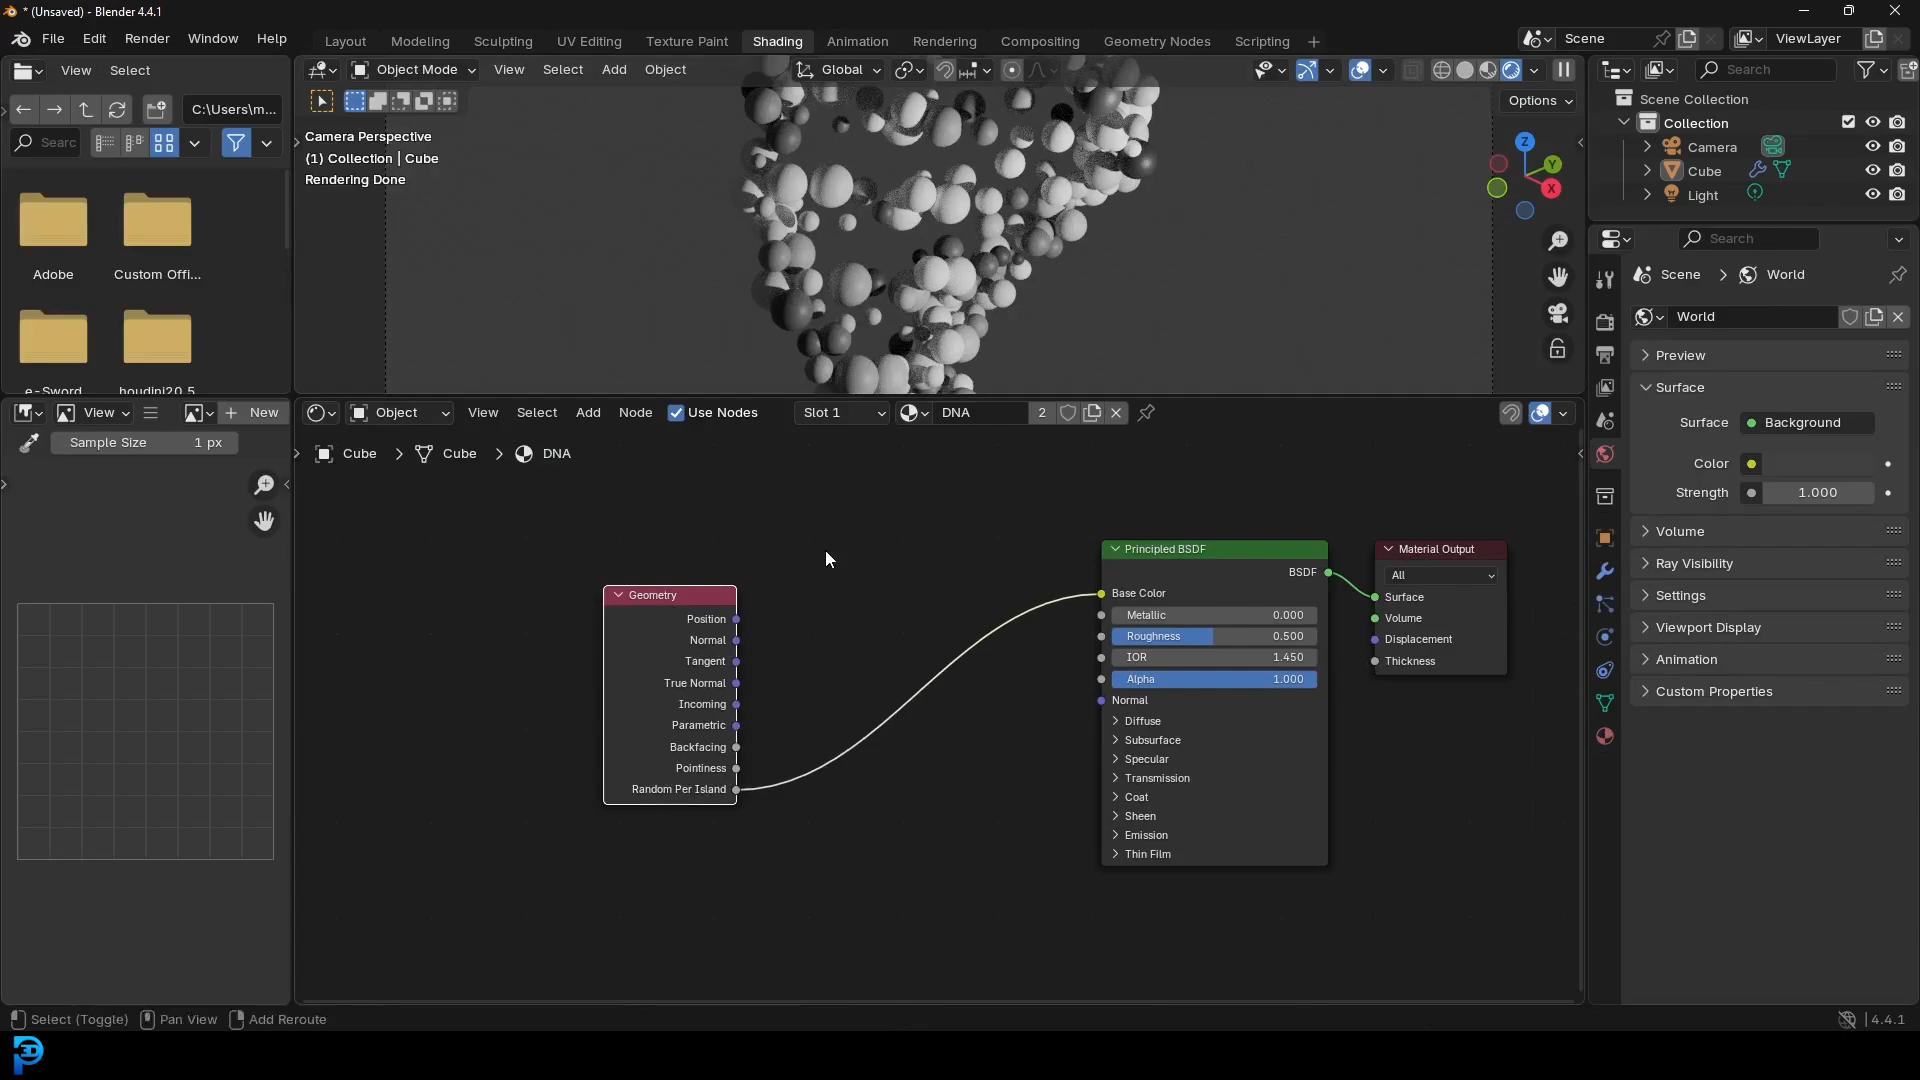 * (Unsaved) - Blender 4.4.1
File Edit Render Window Help
Layout Modeling Sculpting UV Editing Texture Paint Shading Animation Rendering Compositing Geometry Nodes Scripting
Scene
ViewLayer
View Select
C:\Users\m...
Searc
Adobe
Custom Offi...
e-Sword
houdini20.5
Object Mode View Select Add Object
Global
Options
Camera Perspective
(1) Collection | Cube
Rendering Done
Z
Y
X
Search
Scene Collection
Collection
Camera
Cube
Light
Search
Scene World
World
Preview
Surface
Surface Background
Color
Strength 1.000
Volume
Ray Visibility
Settings
Viewport Display
Animation
Custom Properties
View
New
Sample Size 1 px
Object View Select Add Node Use Nodes Slot 1 DNA 2
Cube Cube DNA
Geometry
Position
Normal
Tangent
True Normal
Incoming
Parametric
Backfacing
Pointiness
Random Per Island
Principled BSDF
BSDF
Base Color
Metallic 0.000
Roughness 0.500
IOR 1.450
Alpha 1.000
Normal
Diffuse
Subsurface
Specular
Transmission
Coat
Sheen
Emission
Thin Film
Material Output
All
Surface
Volume
Displacement
Thickness
Select (Toggle) Pan View Add Reroute
4.4.1